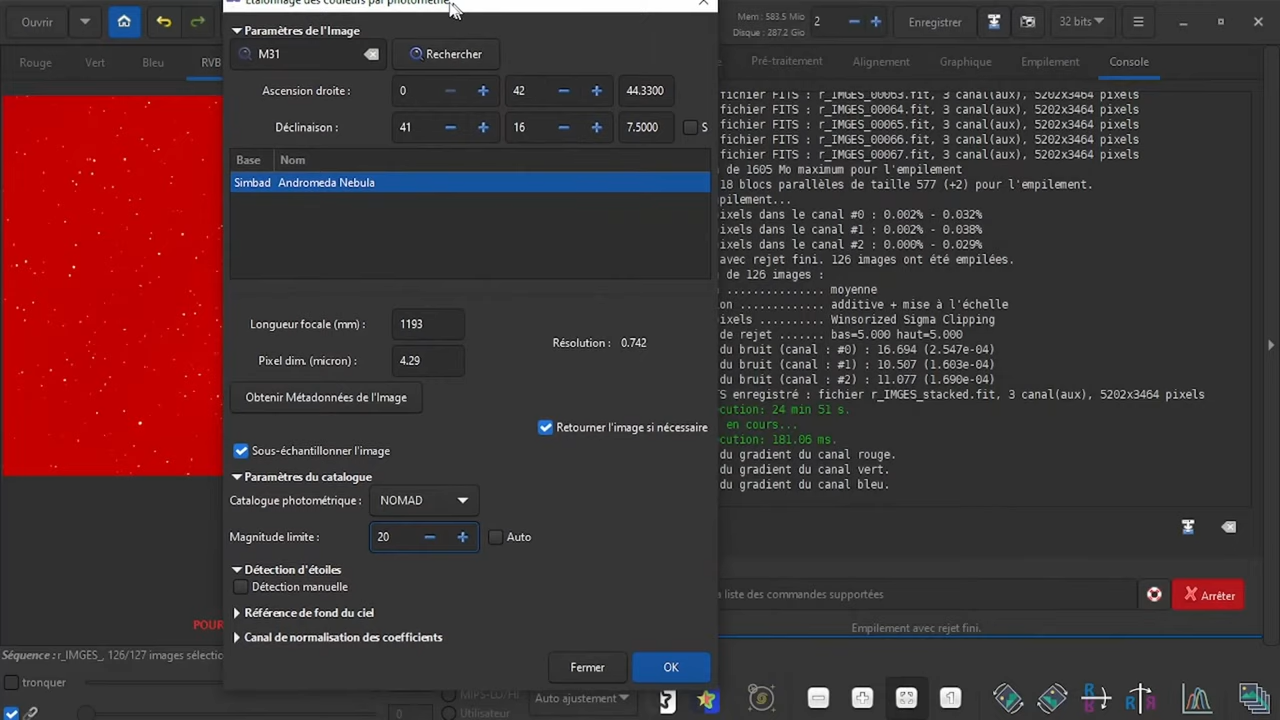 Ouvrir
Étalonnage des couleurs par photométrie
Mem : 583.5 Mio
Disque : 287.2 Gio
2
Enregistrer
32 bits
Rouge
Vert
Bleu
RVB
Pré-traitement
Alignement
Graphique
Empilement
Console
Paramètres de l'Image
M31
Rechercher
Ascension droite :
0
42
44.3300
Déclinaison :
41
16
7.5000
S
Base
Nom
Simbad
Andromeda Nebula
Longueur focale (mm) :
1193
Résolution :
0.742
Pixel dim. (micron) :
4.29
Obtenir Métadonnées de l'Image
Retourner l'image si nécessaire
Sous-échantillonner l'image
Paramètres du catalogue
Catalogue photométrique :
NOMAD
Magnitude limite :
20
Auto
Détection d'étoiles
Détection manuelle
Référence de fond du ciel
Canal de normalisation des coefficients
Fermer
OK
fichier FITS : r_IMGES_00063.fit, 3 canal(aux), 5202x3464 pixels
fichier FITS : r_IMGES_00064.fit, 3 canal(aux), 5202x3464 pixels
fichier FITS : r_IMGES_00065.fit, 3 canal(aux), 5202x3464 pixels
fichier FITS : r_IMGES_00066.fit, 3 canal(aux), 5202x3464 pixels
fichier FITS : r_IMGES_00067.fit, 3 canal(aux), 5202x3464 pixels
de 1605 Mo maximum pour l'empilement
18 blocs parallèles de taille 577 (+2) pour l'empilement.
mpilement...
ixels dans le canal #0 : 0.002% - 0.032%
ixels dans le canal #1 : 0.002% - 0.038%
ixels dans le canal #2 : 0.000% - 0.029%
avec rejet fini. 126 images ont été empilées.
n de 126 images :
.............. moyenne
on ........... additive + mise à l'échelle
ixels .......... Winsorized Sigma Clipping
de rejet ....... bas=5.000 haut=5.000
du bruit (canal : #0) : 16.694 (2.547e-04)
du bruit (canal : #1) : 10.507 (1.603e-04)
du bruit (canal : #2) : 11.077 (1.690e-04)
TS enregistré : fichier r_IMGES_stacked.fit, 3 canal(aux), 5202x3464 pixels
cution: 24 min 51 s.
en cours...
cution: 181.06 ms.
du gradient du canal rouge.
du gradient du canal vert.
du gradient du canal bleu.
a liste des commandes supportées
Arrêter
Empilement avec rejet fini.
POUR
Séquence : r_IMGES_, 126/127 images sélectio
tronquer
0
MIPS-LO/HI
Utilisateur
Auto ajustement